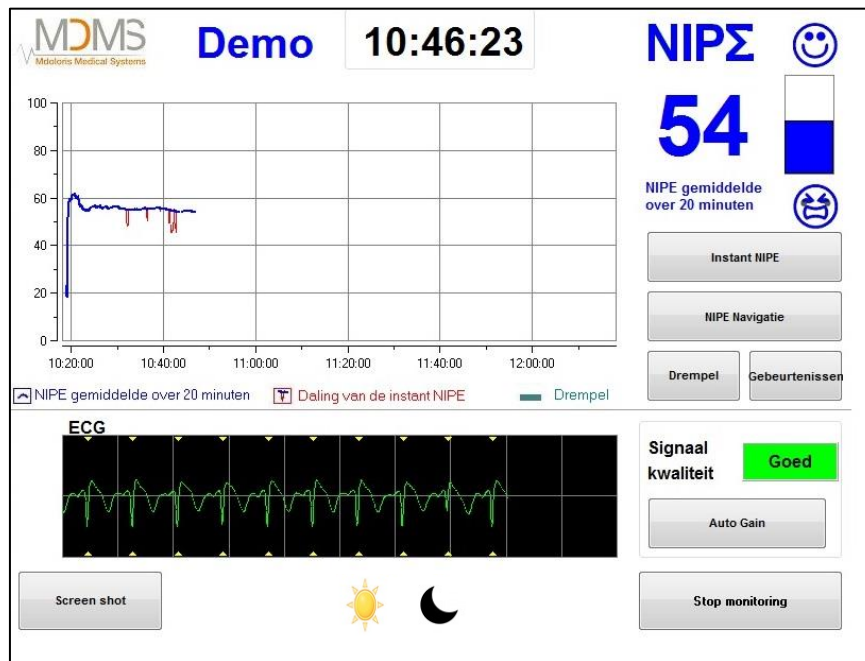 MDMS
Mdoloris Medical Systems
Demo
10:46:23
NIPΣ
54
NIPE gemiddelde
over 20 minuten
100
80
60
40
20
0
10:20:00 10:40:00 11:00:00 11:20:00 11:40:00 12:00:00
NIPE gemiddelde over 20 minuten Daling van de instant NIPE Drempel
Instant NIPE
NIPE Navigatie
Drempel Gebeurtenissen
ECG
Signaal
kwaliteit
Goed
Auto Gain
Screen shot
Stop monitoring